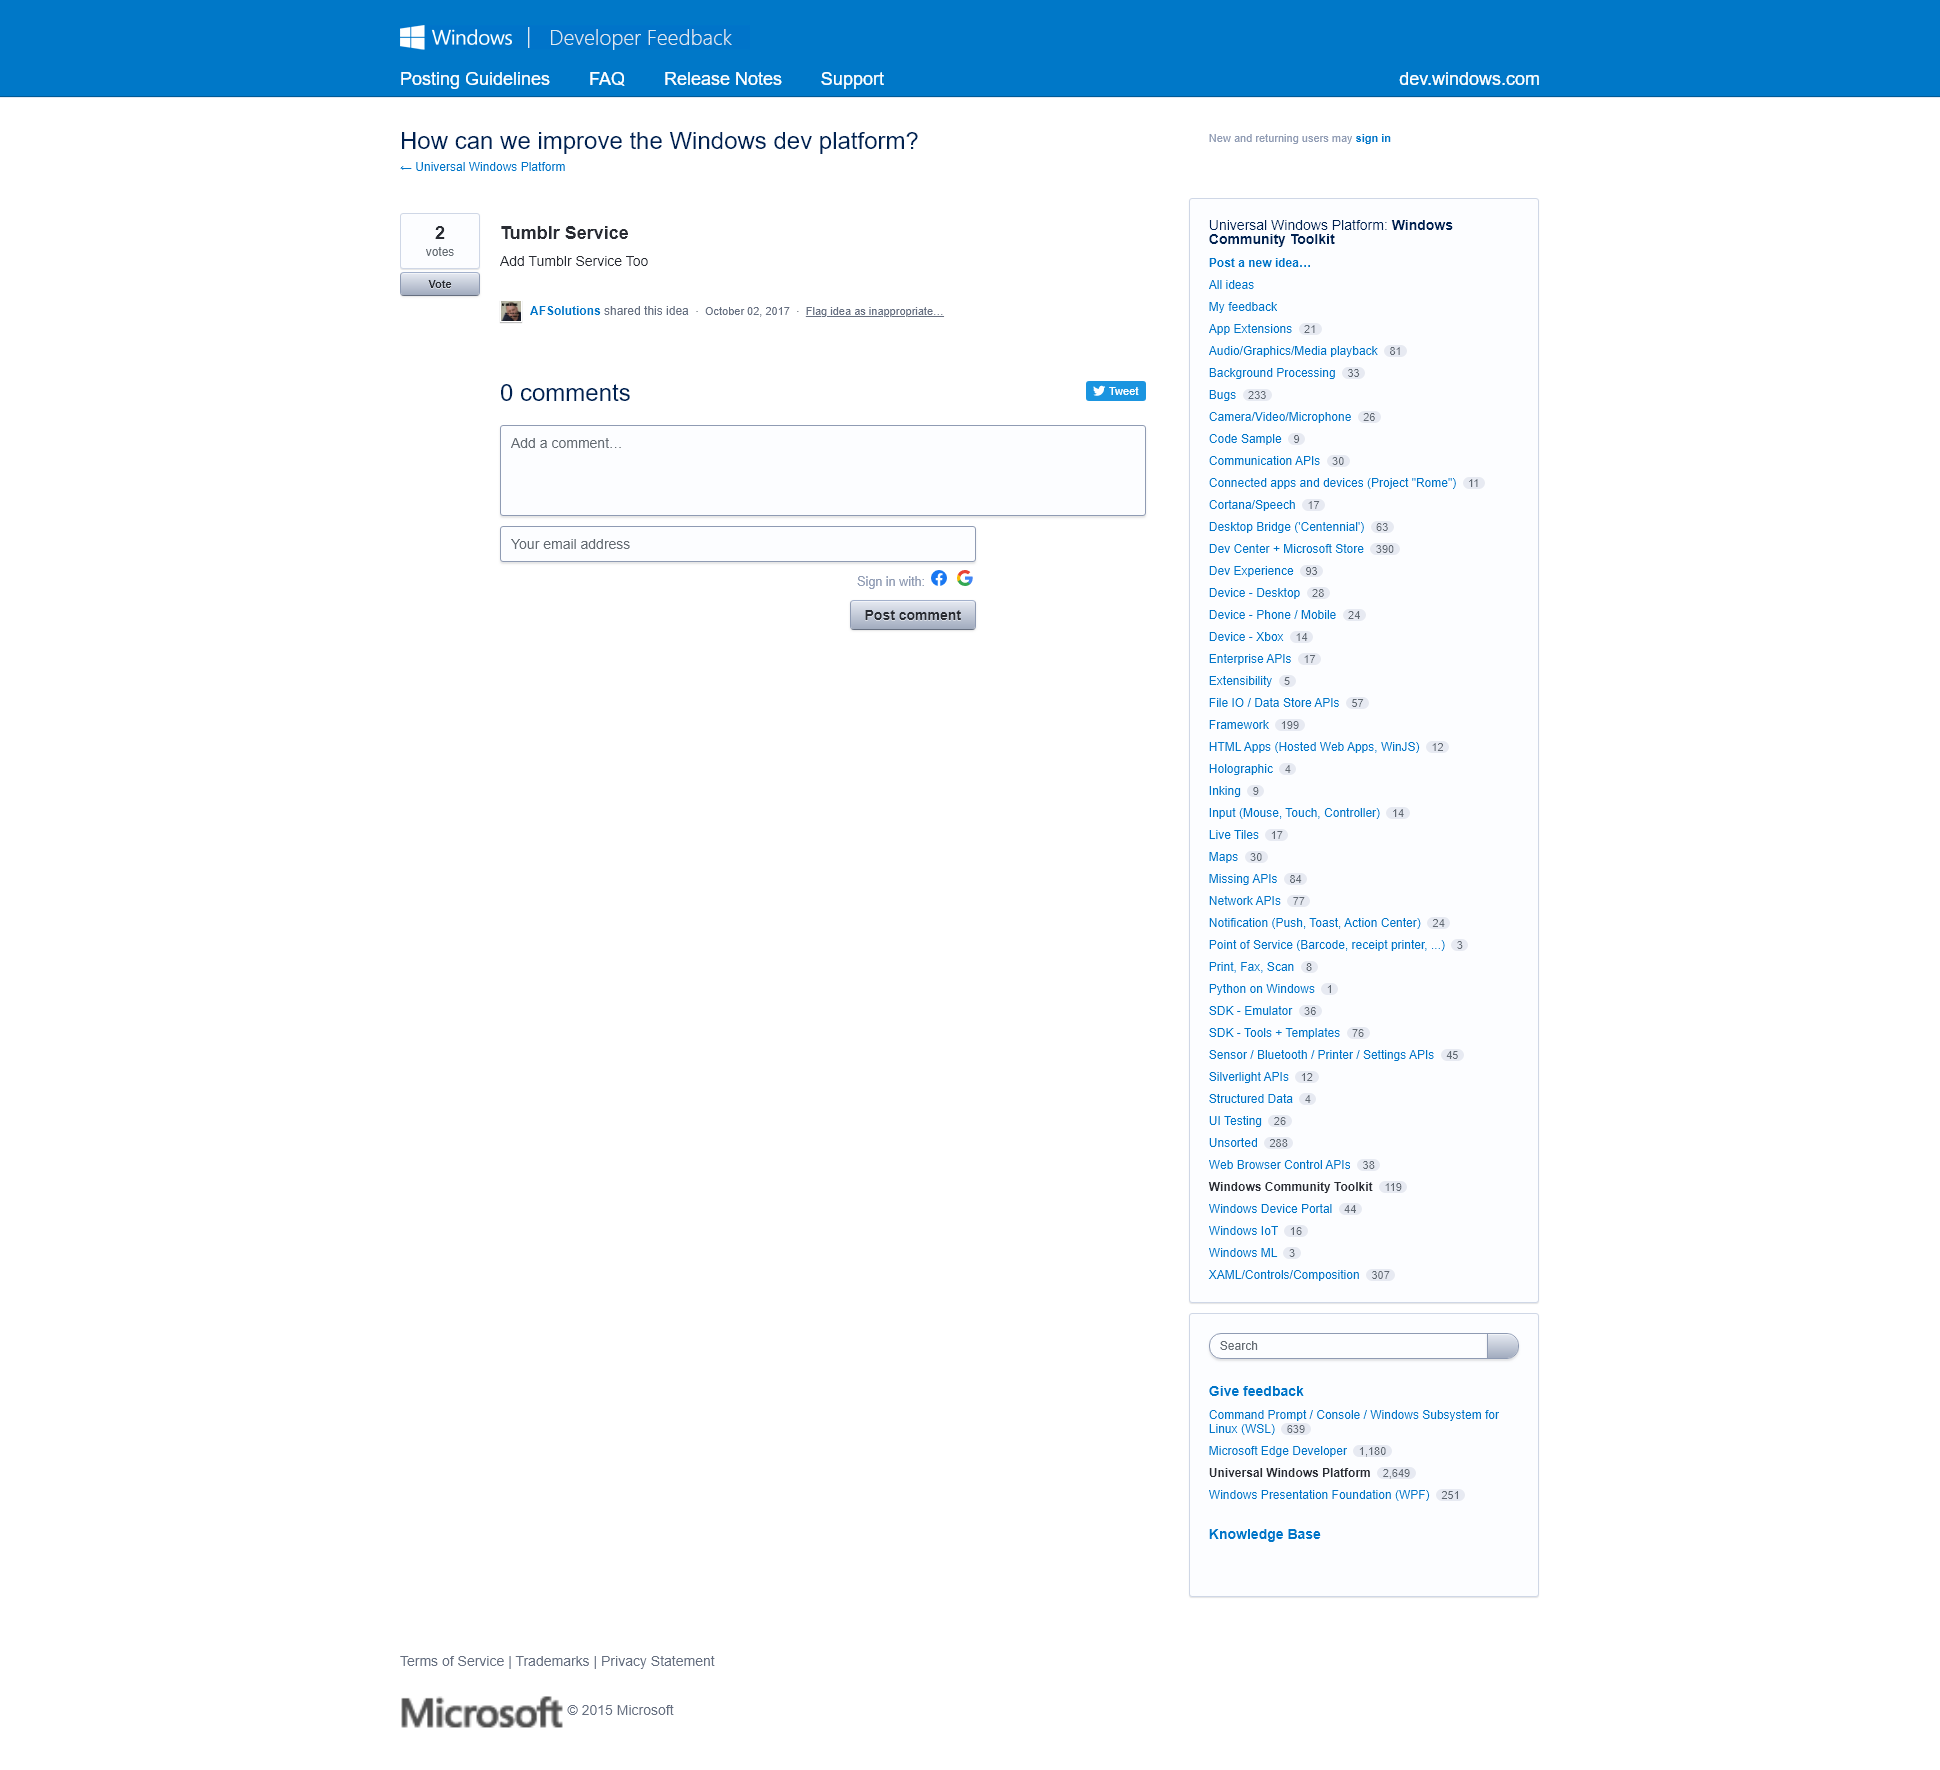 Windows | Developer Feedback
Posting Guidelines FAQ Release Notes Support dev.windows.com
How can we improve the Windows dev platform?
← Universal Windows Platform
New and returning users may sign in
2
votes
Vote
Tumblr Service
Add Tumblr Service Too
AFSolutions shared this idea · October 02, 2017 · Flag idea as inappropriate…
0 comments
Tweet
Add a comment…
Your email address
Sign in with:
Post comment
Universal Windows Platform: Windows
Community Toolkit
Post a new idea…
All ideas
My feedback
App Extensions 21
Audio/Graphics/Media playback 81
Background Processing 33
Bugs 233
Camera/Video/Microphone 26
Code Sample 9
Communication APIs 30
Connected apps and devices (Project "Rome") 11
Cortana/Speech 17
Desktop Bridge ('Centennial') 63
Dev Center + Microsoft Store 390
Dev Experience 93
Device - Desktop 28
Device - Phone / Mobile 24
Device - Xbox 14
Enterprise APIs 17
Extensibility 5
File IO / Data Store APIs 57
Framework 199
HTML Apps (Hosted Web Apps, WinJS) 12
Holographic 4
Inking 9
Input (Mouse, Touch, Controller) 14
Live Tiles 17
Maps 30
Missing APIs 84
Network APIs 77
Notification (Push, Toast, Action Center) 24
Point of Service (Barcode, receipt printer, ...) 3
Print, Fax, Scan 8
Python on Windows 1
SDK - Emulator 36
SDK - Tools + Templates 76
Sensor / Bluetooth / Printer / Settings APIs 45
Silverlight APIs 12
Structured Data 4
UI Testing 26
Unsorted 288
Web Browser Control APIs 38
Windows Community Toolkit 119
Windows Device Portal 44
Windows IoT 16
Windows ML 3
XAML/Controls/Composition 307
Search
Give feedback
Command Prompt / Console / Windows Subsystem for
Linux (WSL) 639
Microsoft Edge Developer 1,180
Universal Windows Platform 2,649
Windows Presentation Foundation (WPF) 251
Knowledge Base
Terms of Service | Trademarks | Privacy Statement
Microsoft © 2015 Microsoft